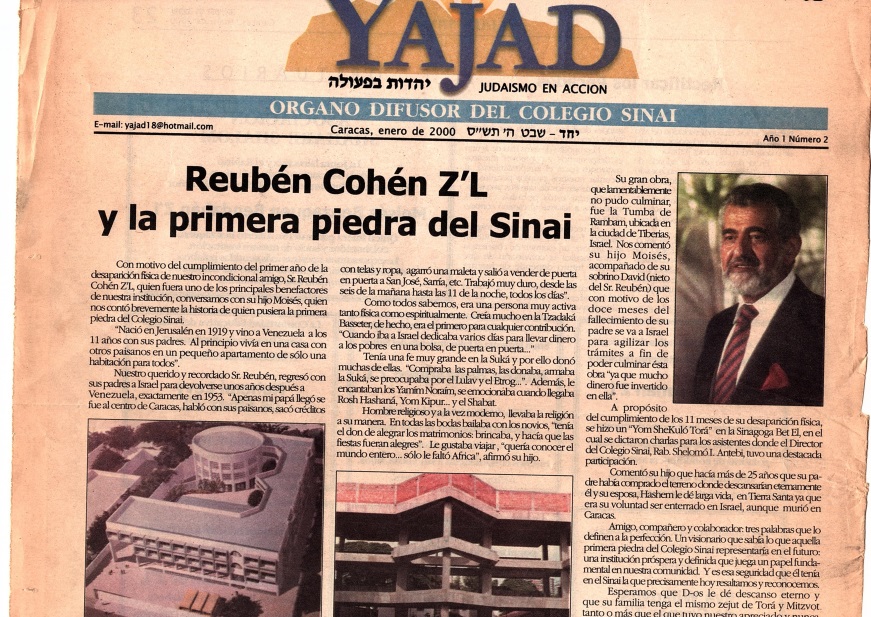 YAJAD
יהדות בפעולה
JUDAISMO EN ACCION
ORGANO DIFUSOR DEL COLEGIO SINAI
E-mail: yajad18@hotmail.com
Caracas, enero de 2000 יחד - שבט ה' תש"ס
Año 1 Número 2
Reubén Cohén Z'L
y la primera piedra del Sinai
Con motivo del cumplimiento del primer año de la
desaparición física de nuestro incondicional amigo, Sr. Reubén
Cohén Z'L, quien fuera uno de los principales benefactores
de nuestra institución, conversamos con su hijo Moisés, quien
nos contó brevemente la historia de quien pusiera la primera
piedra del Colegio Sinai.
"Nació en Jerusalén en 1919 y vino a Venezuela a los
11 años con sus padres. Al principio vivía en una casa con
otros paisanos en un pequeño apartamento de sólo una
habitación para todos".
Nuestro querido y recordado Sr. Reubén, regresó con
sus padres a Israel para devolverse unos años después a
Venezuela, exactamente en 1953. "Apenas mi papá llegó se
fue al centro de Caracas, habló con sus paisanos, sacó créditos
con telas y ropa, agarró una maleta y salió a vender de puerta
en puerta a San José, Sarría, etc. Trabajó muy duro, desde las
seis de la mañana hasta las 11 de la noche, todos los días".
Como todos sabemos, era una persona muy activa
tanto física como espiritualmente. Creía mucho en la Tzadaká
Basseter, de hecho, era el primero para cualquier contribución.
"Cuando iba a Israel dedicaba varios días para llevar dinero
a los pobres en una bolsa, de puerta en puerta..."
Tenía una fe muy grande en la Suká y por ello donó
muchas de ellas. "Compraba las palmas, las donaba, armaba
la Suká, se preocupaba por el Lulav y el Etrog...". Además, le
encantaban los Yamím Noraím, se emocionaba cuando llegaba
Rosh Hashaná, Yom Kipur... y el Shabat.
Hombre religioso y a la vez moderno, llevaba la religión
a su manera. En todas las bodas bailaba con los novios, "tenía
el don de alegrar los matrimonios: brincaba, y hacía que las
fiestas fueran alegres". Le gustaba viajar, "quería conocer el
mundo entero... sólo le faltó Africa", afirmó su hijo.
Su gran obra,
que lamentablemente
no pudo culminar,
fue la Tumba de
Rambam, ubicada en
la ciudad de Tiberias,
Israel. Nos comentó
su hijo Moisés,
acompañado de su
sobrino David (nieto
del Sr. Reubén) que
con motivo de los
doce meses del
fallecimiento de su
padre se va a Israel
para agilizar los
trámites a fin de
poder culminar ésta
obra "ya que mucho
dinero fue invertido
en ella".
A propósito
del cumplimiento de los 11 meses de su desaparición física,
se hizo un "Yom SheKuló Torá" en la Sinagoga Bet El, en el
cual se dictaron charlas para los asistentes donde el Director
del Colegio Sinai, Rab. Shelomó I. Antebi, tuvo una destacada
participación.
Comentó su hijo que hacía más de 25 años que su pa-
dre había comprado el terreno donde descansarían eternamente
él y su esposa, Hashem le dé larga vida, en Tierra Santa ya que
era su voluntad ser enterrado en Israel, aunque murió en
Caracas.
Amigo, compañero y colaborador: tres palabras que lo
definen a la perfección. Un visionario que sabía lo que aquella
primera piedra del Colegio Sinai representaría en el futuro:
una institución próspera y definida que juega un papel funda-
mental en nuestra comunidad. Y es esa seguridad que él tenía
en el Sinai la que precisamente hoy resaltamos y reconocemos.
Esperamos que D-os le dé descanso eterno y
que su familia tenga el mismo zejut de Torá y Mitzvot
tanto o más que el que tuvo nuestro apreciado y nunca